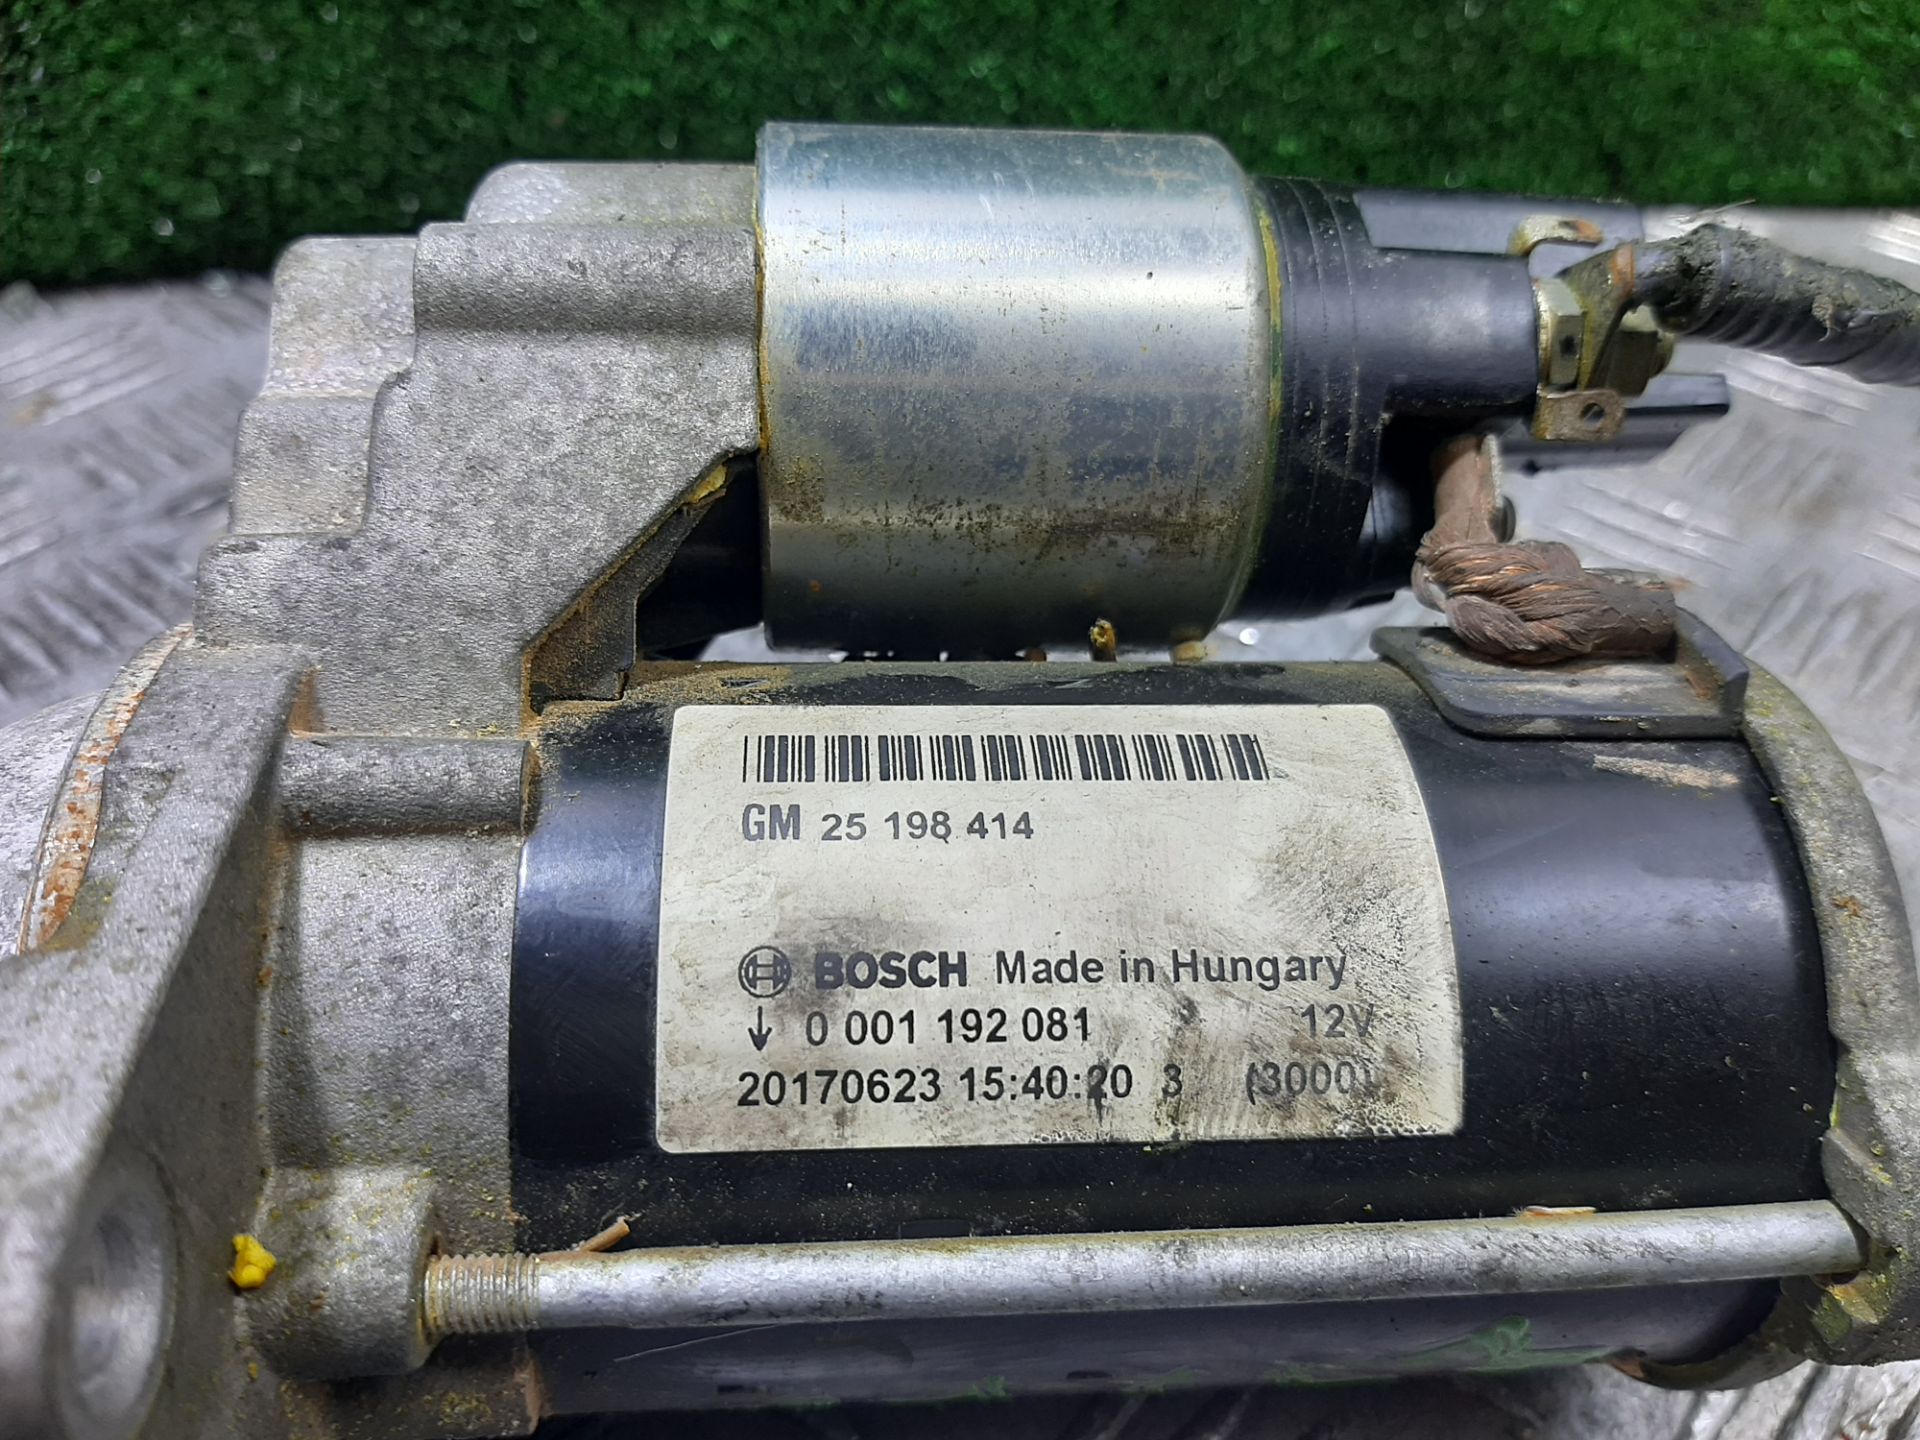 GM 25 198 414
BOSCH Made in Hungary
0 001 192 081 12V
20170623 15:40:20 3 (3000)